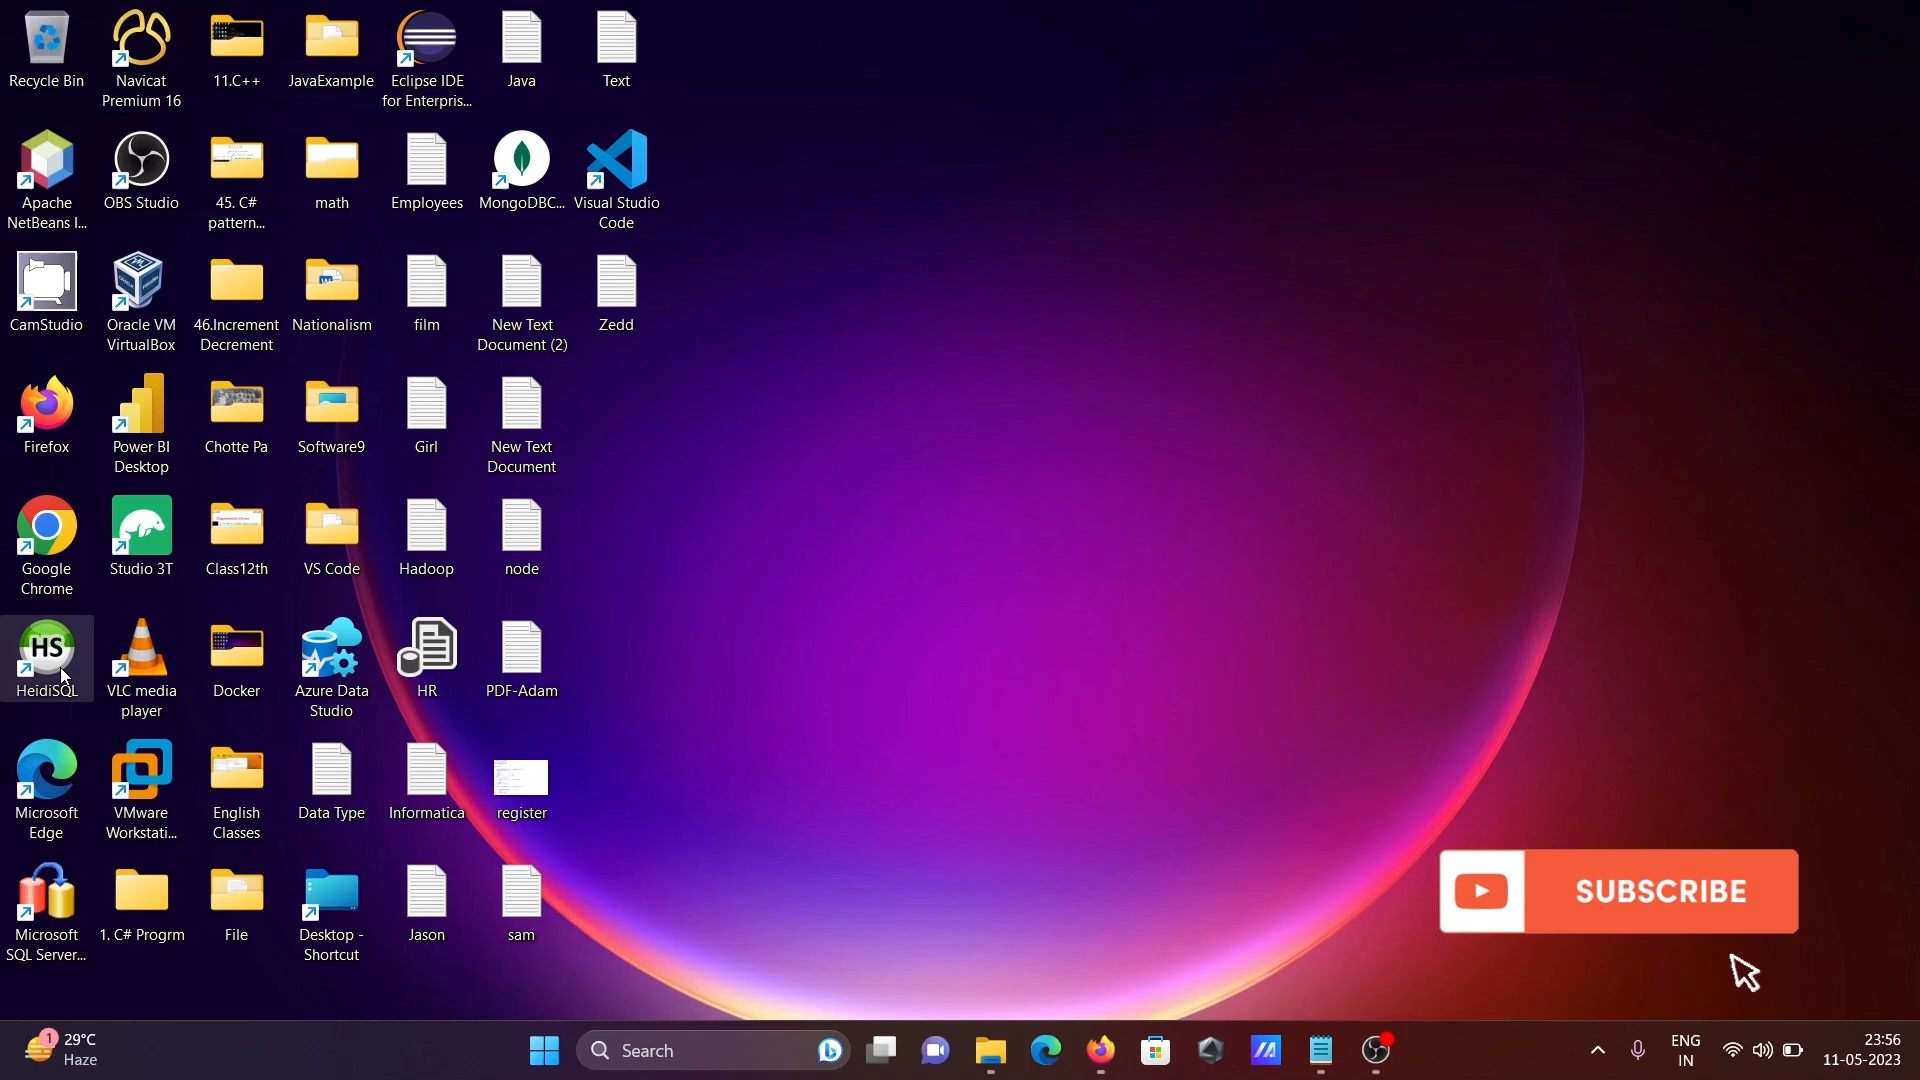 Recycle Bin
Navicat
Premium 16
11.C++
JavaExample
Eclipse IDE
for Enterpris...
Java
Text
Apache
NetBeans I...
OBS Studio
45. C#
pattern...
math
Employees
MongoDBC...
Visual Studio
Code
CamStudio
Oracle VM
VirtualBox
46.Increment
Decrement
Nationalism
film
New Text
Document (2)
Zedd
Firefox
Power BI
Desktop
Chotte Pa
Software9
Girl
New Text
Document
Google
Chrome
Studio 3T
Class12th
VS Code
Hadoop
node
HS
HeidiSQL
VLC media
player
Docker
Azure Data
Studio
HR
PDF-Adam
Microsoft
Edge
VMware
Workstati...
English
Classes
Data Type
Informatica
register
Microsoft
SQL Server...
1. C# Progrm
File
Desktop -
Shortcut
Jason
sam
SUBSCRIBE
1
29°C
Haze
Search
ENG
IN
23:56
11-05-2023